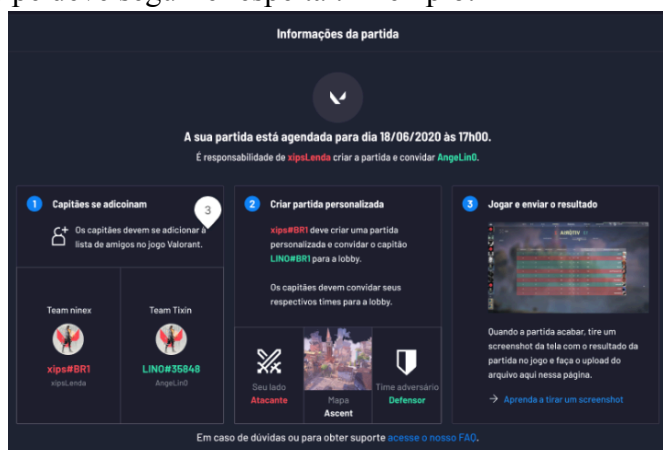 Informações da partida
A sua partida está agendada para dia 18/06/2020 às 17h00.
É responsabilidade de xipsLenda criar a partida e convidar AngeLin0.
1 Capitães se adicoinam
3
Os capitães devem se adicionar à
lista de amigos no jogo Valorant.
Team ninex
xips#BR1
xipsLenda
Team Tixin
LINO#35848
AngeLin0
2 Criar partida personalizada
xips#BR1 deve criar uma partida
personalizada e convidar o capitão
LINO#BR1 para a lobby.
Os capitães devem convidar seus
respectivos times para a lobby.
Seu lado
Atacante
Mapa
Ascent
Time adversário
Defensor
3 Jogar e enviar o resultado
Quando a partida acabar, tire um
screenshot da tela com o resultado da
partida no jogo e faça o upload do
arquivo aqui nessa página.
→ Aprenda a tirar um screenshot
Em caso de dúvidas ou para obter suporte acesse o nosso FAQ.